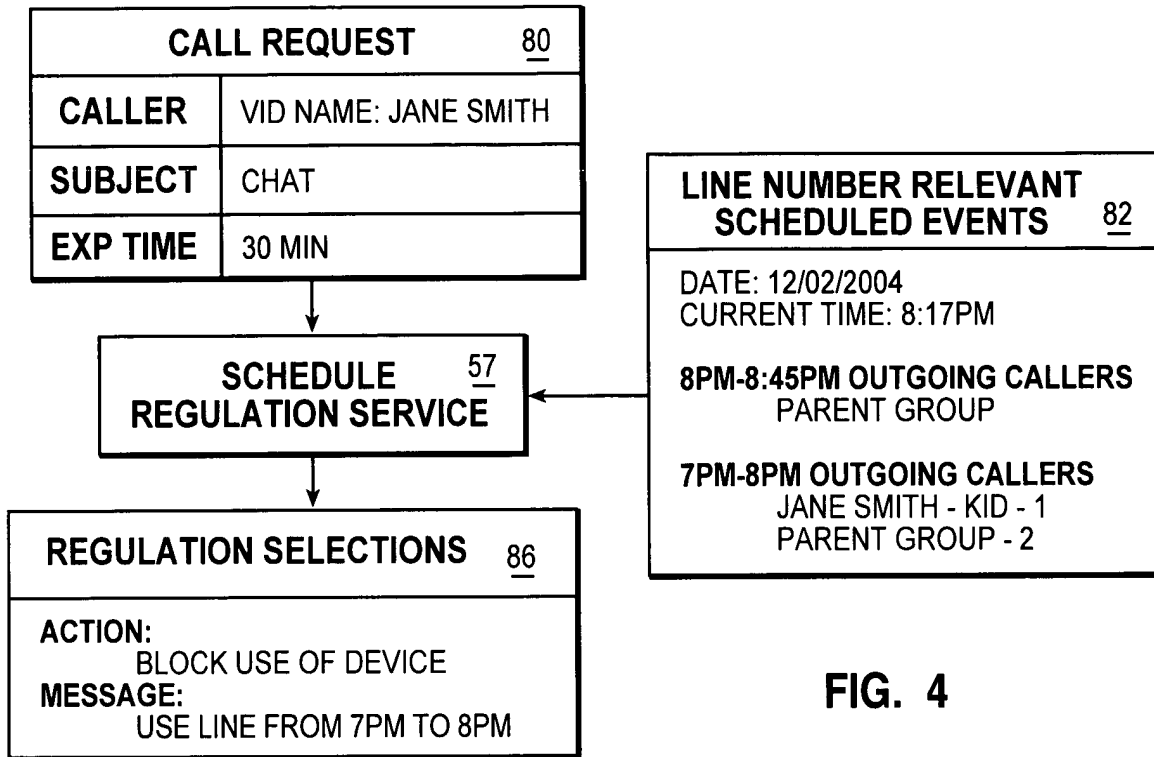 CALL REQUEST 80
CALLER VID NAME: JANE SMITH
SUBJECT CHAT
EXP TIME 30 MIN
SCHEDULE 57
REGULATION SERVICE
LINE NUMBER RELEVANT
SCHEDULED EVENTS 82
DATE: 12/02/2004
CURRENT TIME: 8:17PM
8PM-8:45PM OUTGOING CALLERS
PARENT GROUP
7PM-8PM OUTGOING CALLERS
JANE SMITH - KID - 1
PARENT GROUP - 2
REGULATION SELECTIONS 86
ACTION:
BLOCK USE OF DEVICE
MESSAGE:
USE LINE FROM 7PM TO 8PM
FIG. 4